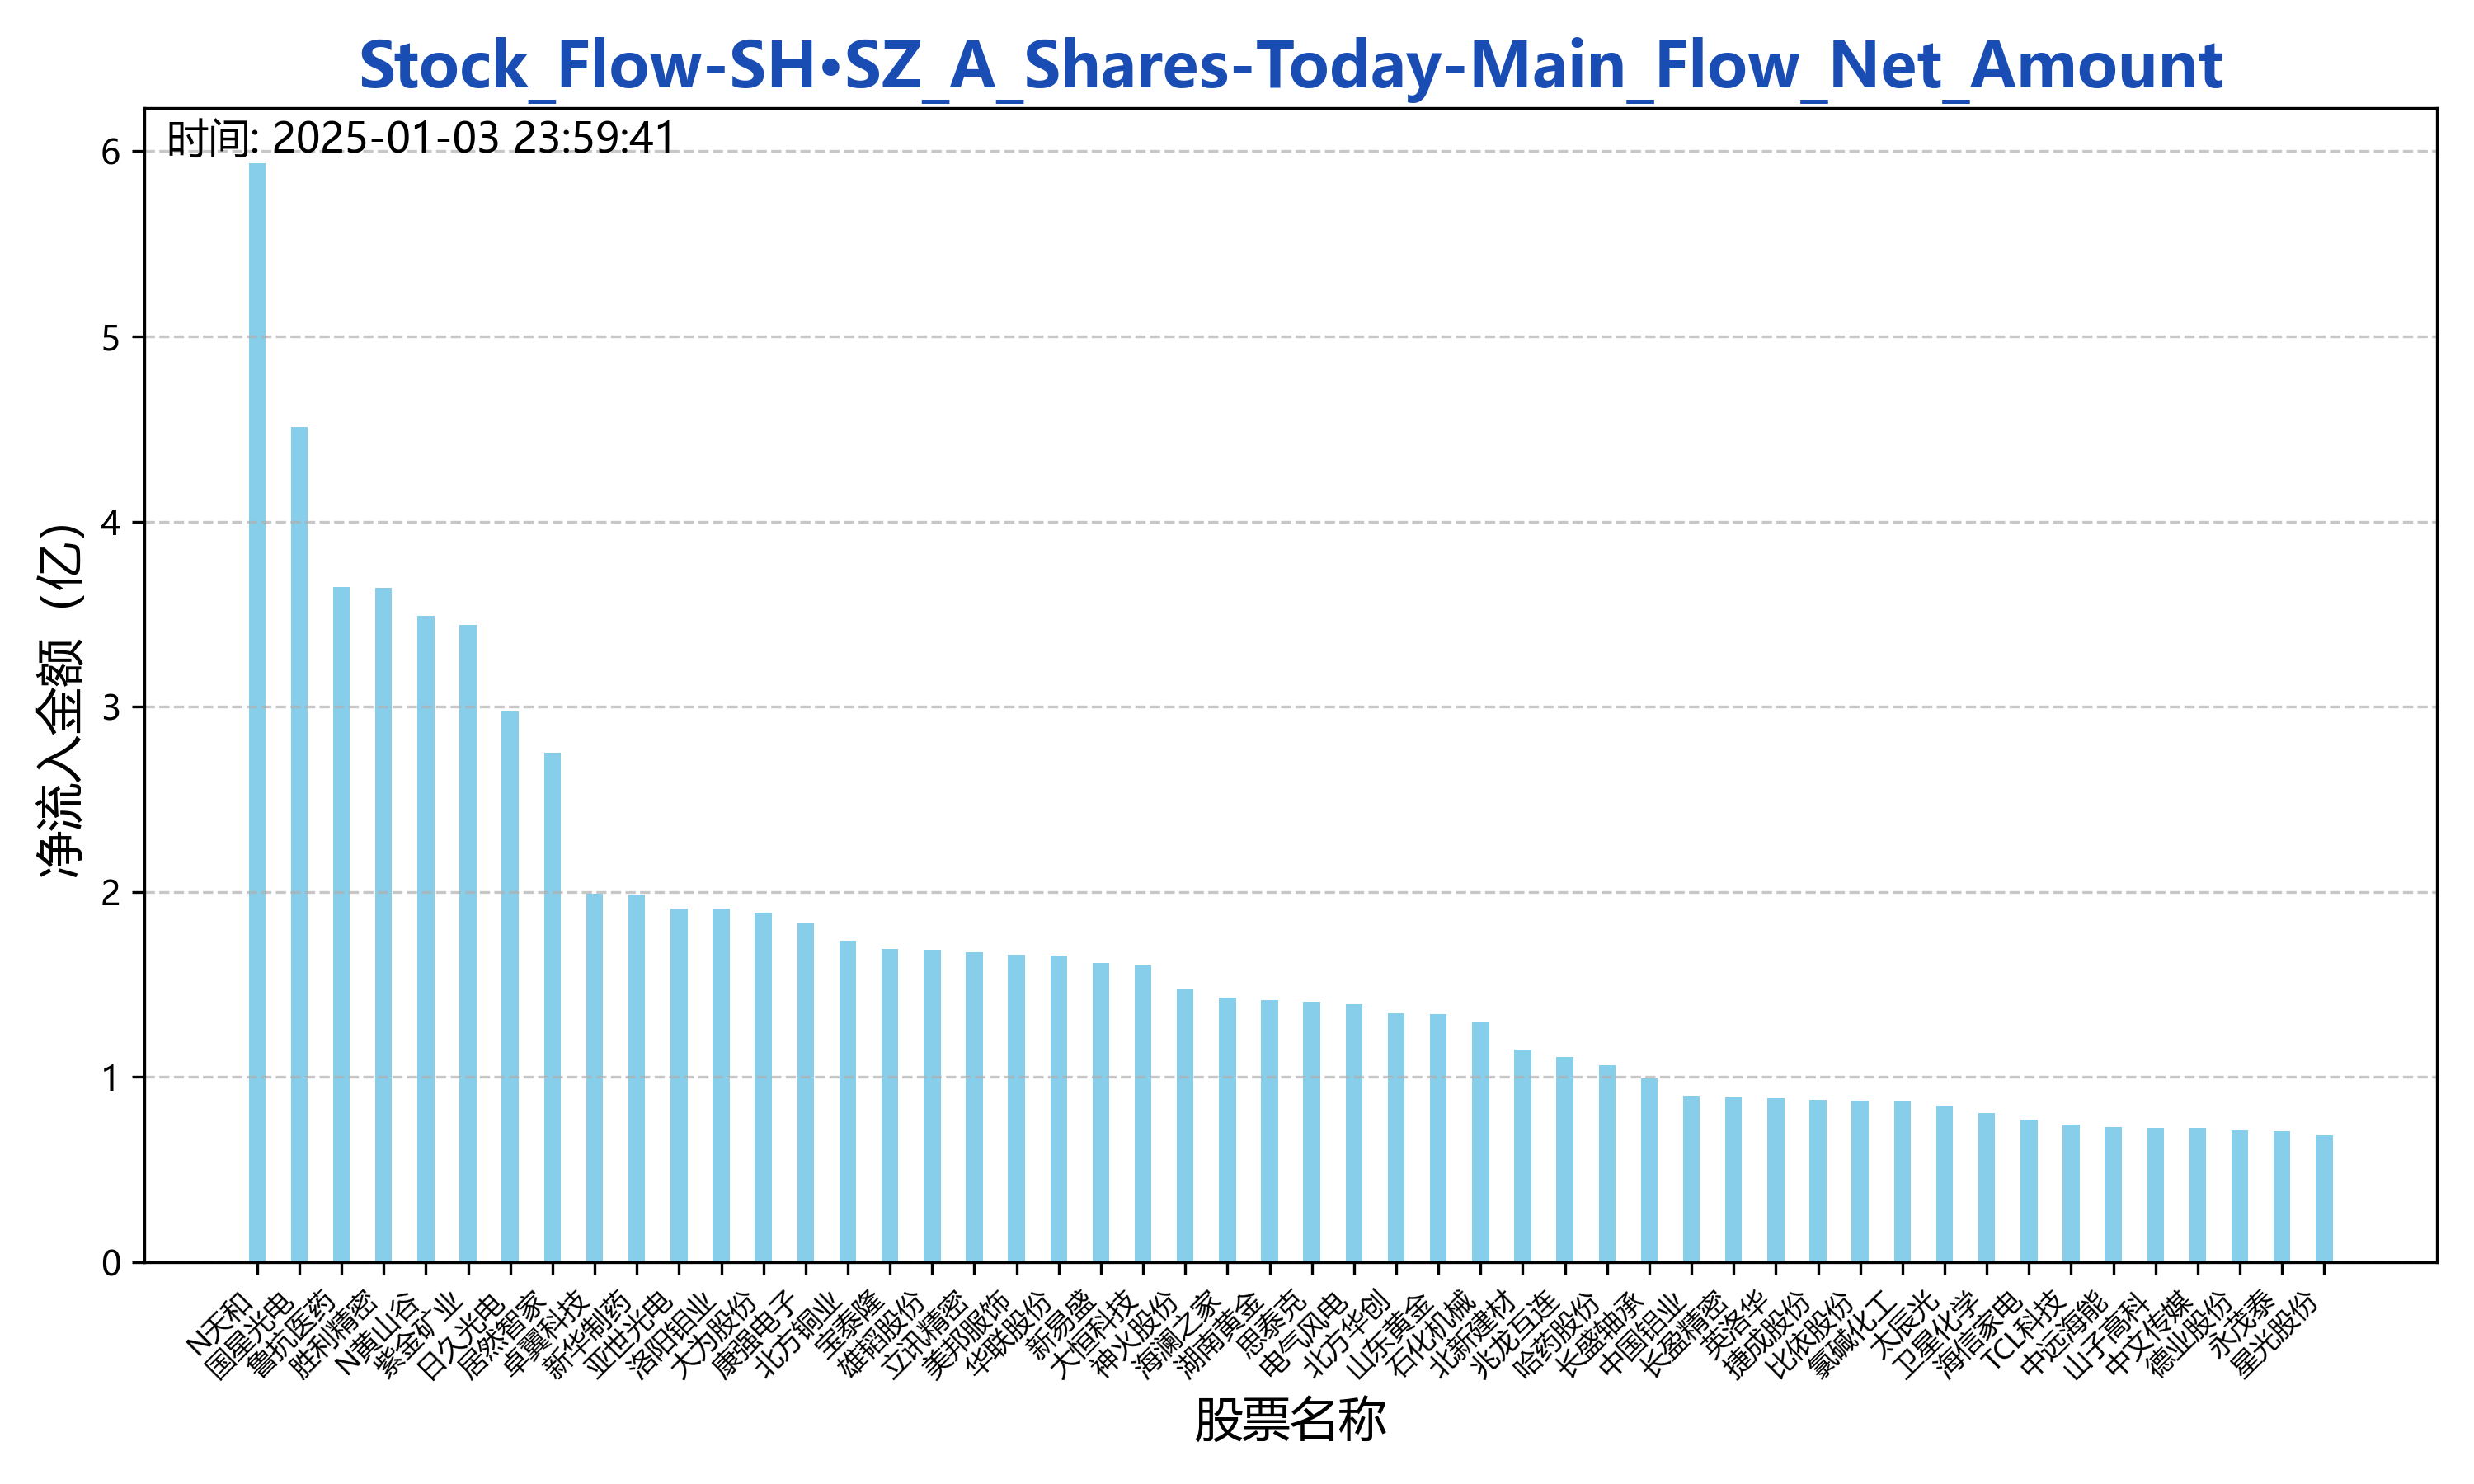 Stock_Flow-SH•SZ_A_Shares-Today-Main_Flow_Net_Amount
时间: 2025-01-03 23:59:41
净流入金额 (亿)
6
5
4
3
2
1
0
N天和
国星光电
鲁抗医药
胜利精密
N黄山谷
紫金矿业
日久光电
居然智家
卓翼科技
新华制药
亚世光电
洛阳钼业
大为股份
康强电子
北方铜业
宝泰隆
雄韬股份
立讯精密
美邦服饰
华联股份
新易盛
大恒科技
神火股份
海澜之家
湖南黄金
思泰克
电气风电
北方华创
山东黄金
石化机械
北新建材
兆龙互连
哈药股份
长盛轴承
中国铝业
长盈精密
英洛华
捷成股份
比依股份
氯碱化工
太辰光
卫星化学
海信家电
TCL科技
中远海能
山子高科
中文传媒
德业股份
永茂泰
星光股份
股票名称